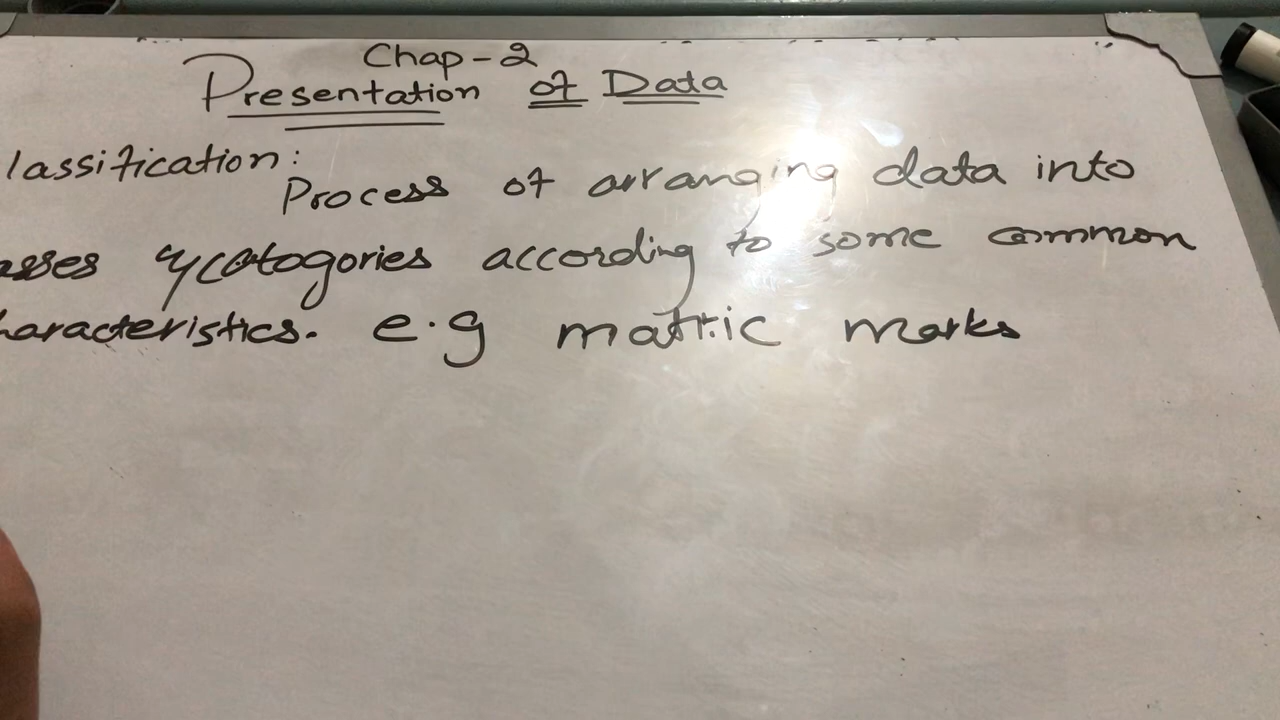 Chap-2
Presentation of Data
lassification:
Process of arranging data into
asses catogories according to some common
haracteristics. e.g matric marks